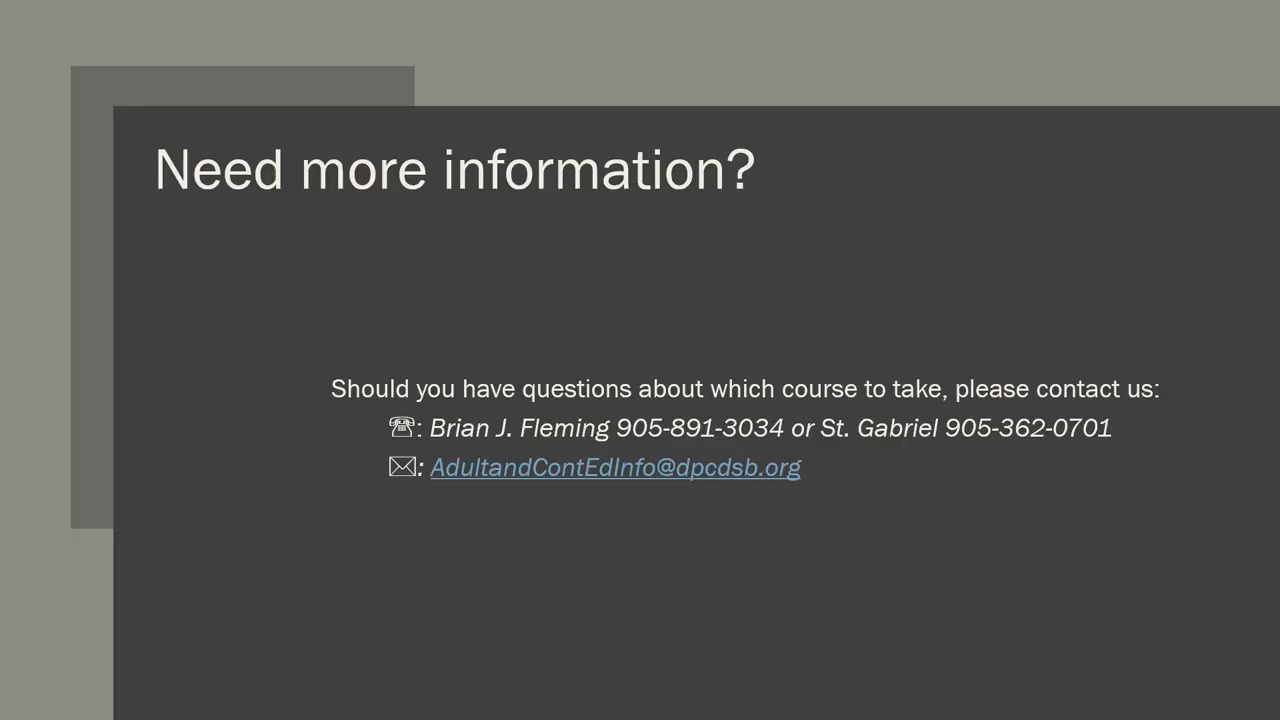 Need more information?
Should you have questions about which course to take, please contact us:
🕿: Brian J. Fleming 905-891-3034 or St. Gabriel 905-362-0701
🖂: AdultandContEdInfo@dpcdsb.org